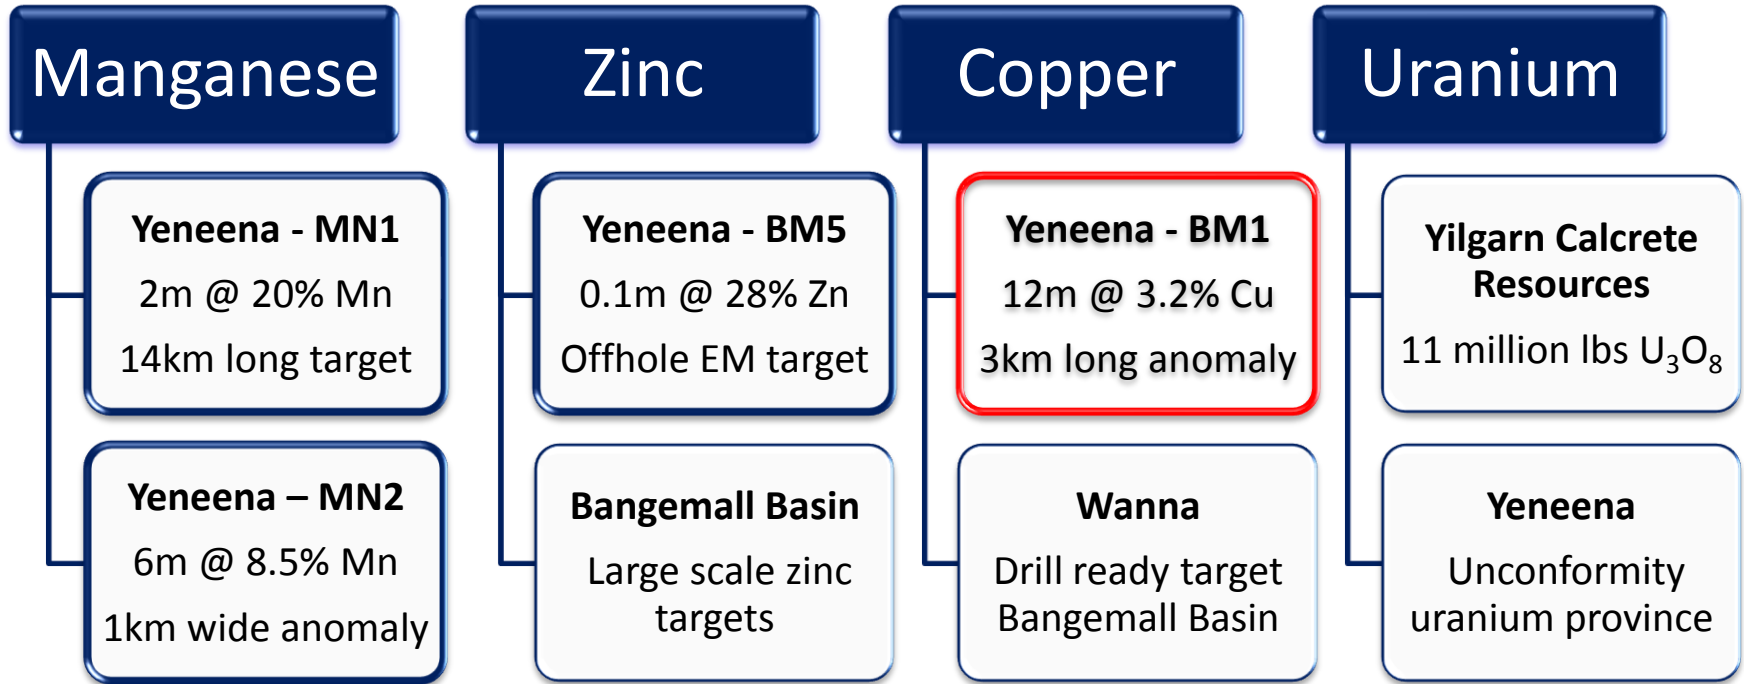 Manganese
Yeneena - MN1
2m @ 20% Mn
14km long target
Yeneena – MN2
6m @ 8.5% Mn
1km wide anomaly
Zinc
Yeneena - BM5
0.1m @ 28% Zn
Offhole EM target
Bangemall Basin
Large scale zinc
targets
Copper
Yeneena - BM1
12m @ 3.2% Cu
3km long anomaly
Wanna
Drill ready target
Bangemall Basin
Uranium
Yilgarn Calcrete
Resources
11 million lbs U₃O₈
Yeneena
Unconformity
uranium province